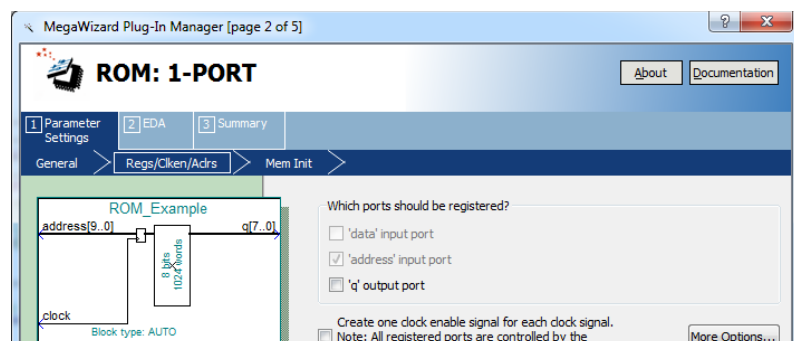 MegaWizard Plug-In Manager [page 2 of 5]
?
X
ROM: 1-PORT
About
Documentation
1 Parameter Settings
2 EDA
3 Summary
General
Regs/Clken/Aclrs
Mem Init
ROM_Example
address[9..0]
q[7..0]
8 bits
1024 words
clock
Block type: AUTO
Which ports should be registered?
'data' input port
'address' input port
'q' output port
Create one clock enable signal for each clock signal.
Note: All registered ports are controlled by the
More Options...